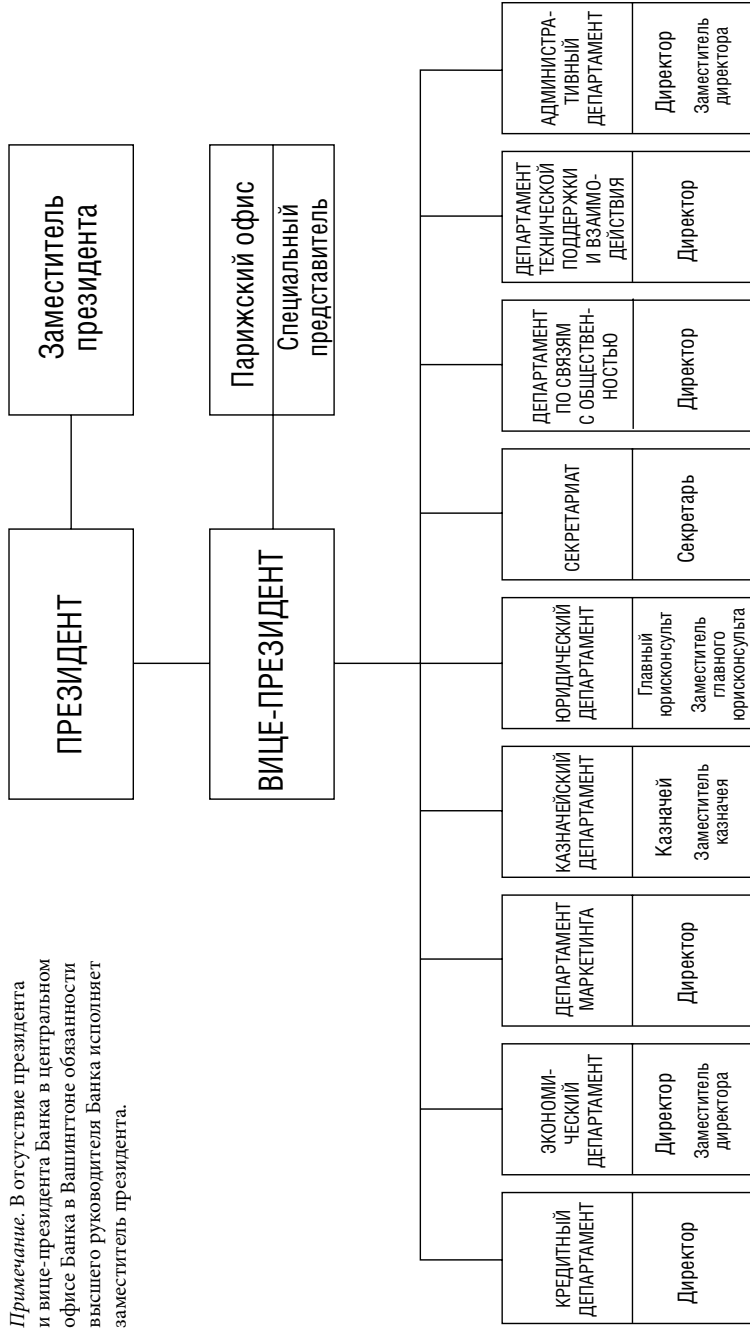 Примечание. В отсутствие президента
и вице-президента Банка в центральном
офисе Банка в Вашингтоне обязанности
высшего руководителя Банка исполняет
заместитель президента.
ПРЕЗИДЕНТ
Заместитель
президента
ВИЦЕ-ПРЕЗИДЕНТ
Парижский офис
Специальный
представитель
КРЕДИТНЫЙ
ДЕПАРТАМЕНТ
Директор
ЭКОНОМИ-
ЧЕСКИЙ
ДЕПАРТАМЕНТ
Директор
Заместитель
директора
ДЕПАРТАМЕНТ
МАРКЕТИНГА
Директор
КАЗНАЧЕЙСКИЙ
ДЕПАРТАМЕНТ
Казначей
Заместитель
казначея
ЮРИДИЧЕСКИЙ
ДЕПАРТАМЕНТ
Главный
юрисконсульт
Заместитель
главного
юрисконсульта
СЕКРЕТАРИАТ
Секретарь
ДЕПАРТАМЕНТ
ПО СВЯЗЯМ
С ОБЩЕСТВЕН-
НОСТЬЮ
Директор
ДЕПАРТАМЕНТ
ТЕХНИЧЕСКОЙ
ПОДДЕРЖКИ
И ВЗАИМО-
ДЕЙСТВИЯ
Директор
АДМИНИСТРА-
ТИВНЫЙ
ДЕПАРТАМЕНТ
Директор
Заместитель
директора